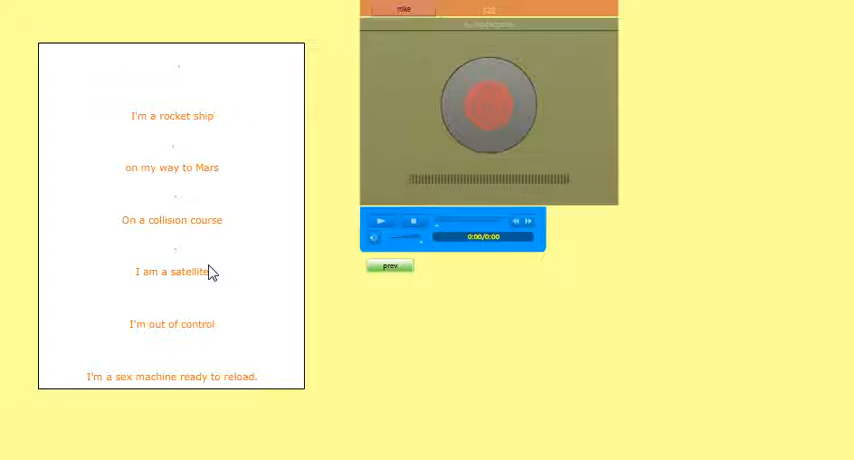 I'm a rocket ship
on my way to Mars
On a collision course
I am a satellite
I'm out of control
I'm a sex machine ready to reload.
mike
0:00/0:00
prev